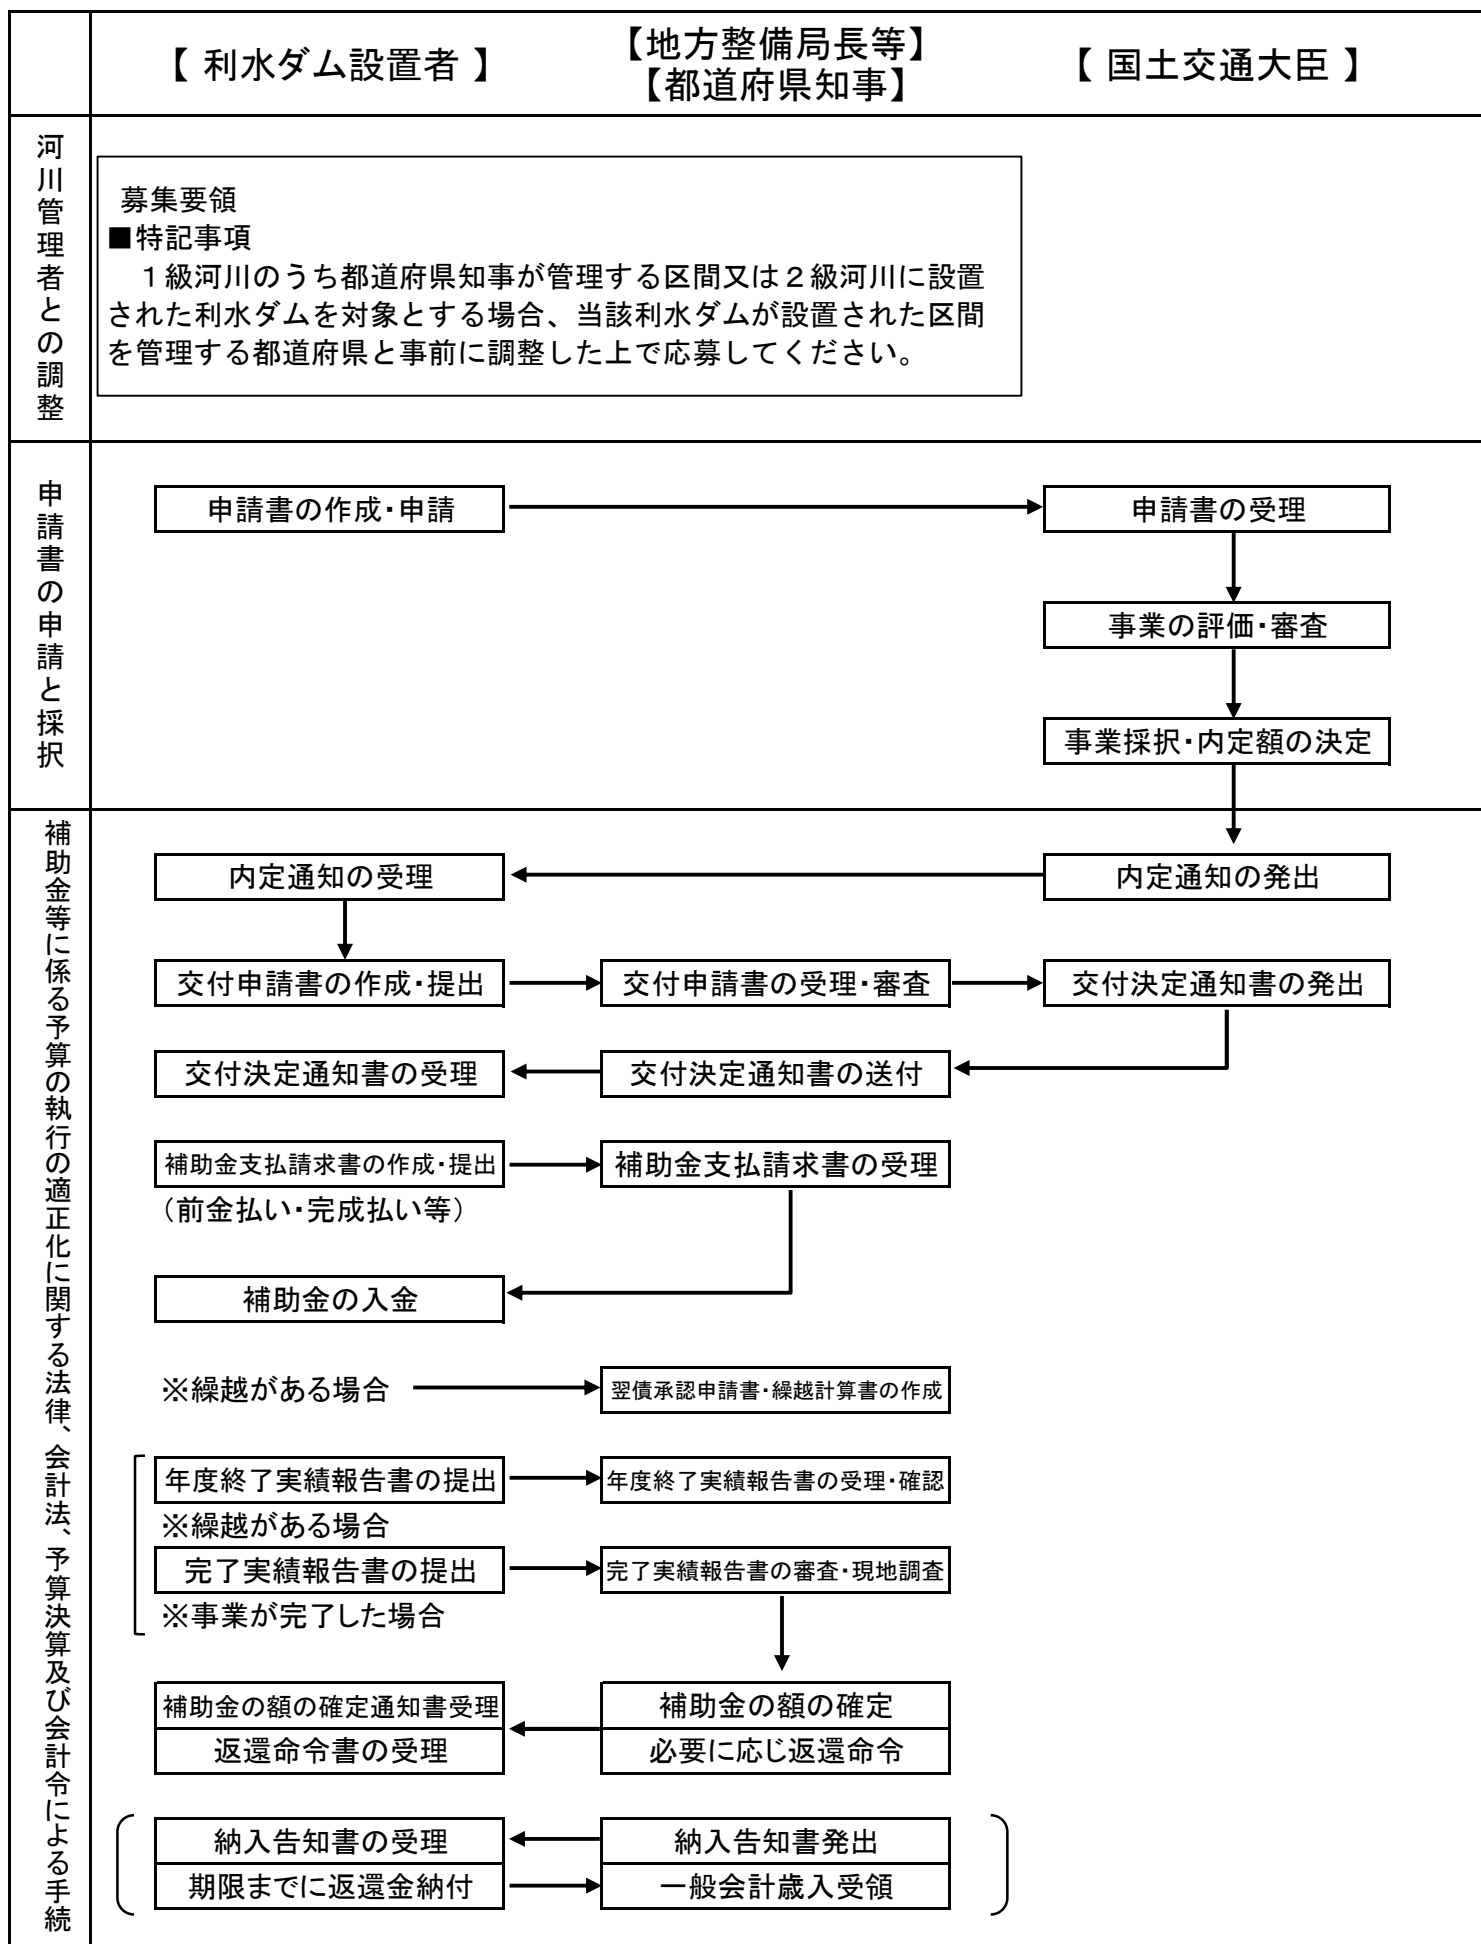 【 利水ダム設置者 】
【地方整備局長等】
【都道府県知事】
【 国土交通大臣 】
河川管理者との調整
募集要領
■特記事項
１級河川のうち都道府県知事が管理する区間又は２級河川に設置
された利水ダムを対象とする場合、当該利水ダムが設置された区間
を管理する都道府県と事前に調整した上で応募してください。
申請書の申請と採択
申請書の作成・申請
申請書の受理
事業の評価・審査
事業採択・内定額の決定
補助金等に係る予算の執行の適正化に関する法律、会計法、予算決算及び会計令による手続
内定通知の受理
内定通知の発出
交付申請書の作成・提出
交付申請書の受理・審査
交付決定通知書の発出
交付決定通知書の受理
交付決定通知書の送付
補助金支払請求書の作成・提出
補助金支払請求書の受理
（前金払い・完成払い等）
補助金の入金
※繰越がある場合
翌債承認申請書・繰越計算書の作成
年度終了実績報告書の提出
年度終了実績報告書の受理・確認
※繰越がある場合
完了実績報告書の提出
完了実績報告書の審査・現地調査
※事業が完了した場合
補助金の額の確定通知書受理
補助金の額の確定
返還命令書の受理
必要に応じ返還命令
納入告知書の受理
納入告知書発出
期限までに返還金納付
一般会計歳入受領